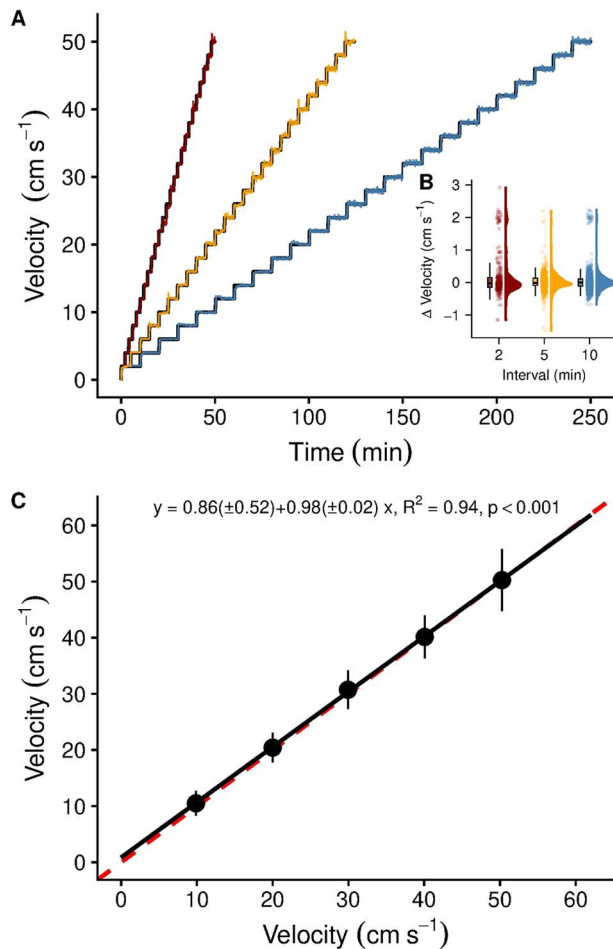 A
50
40
30
20
10
0
Velocity (cm s⁻¹)
0 50 100 150 200 250
Time (min)
B
3
2
1
0
−1
Δ Velocity (cm s⁻¹)
2 5 10
Interval (min)
C
y = 0.86(±0.52)+0.98(±0.02) x, R² = 0.94, p < 0.001
60
50
40
30
20
10
0
Velocity (cm s⁻¹)
0 10 20 30 40 50 60
Velocity (cm s⁻¹)